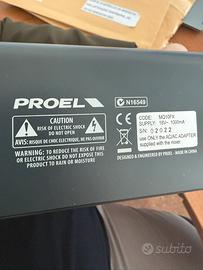 PROEL
N16549
CAUTION
RISK OF ELECTRIC SHOCK
DO NOT OPEN
AVIS: RISQUE DE CHOC ELECTRIQUE, NE PAS OUVRIR
WARNING: TO REDUCE THE RISK OF FIRE
OR ELECTRIC SHOCK DO NOT EXPOSE THIS
PRODUCT TO RAIN OR MOISTURE
CODE: MQ10FX
SUPPLY: 18V~ 1000mA
S/N: 02022
use ONLY the AC/AC ADAPTER
supplied with the mixer.
DESIGNED & ENGINEERED BY PROEL - MADE IN CHINA
subito